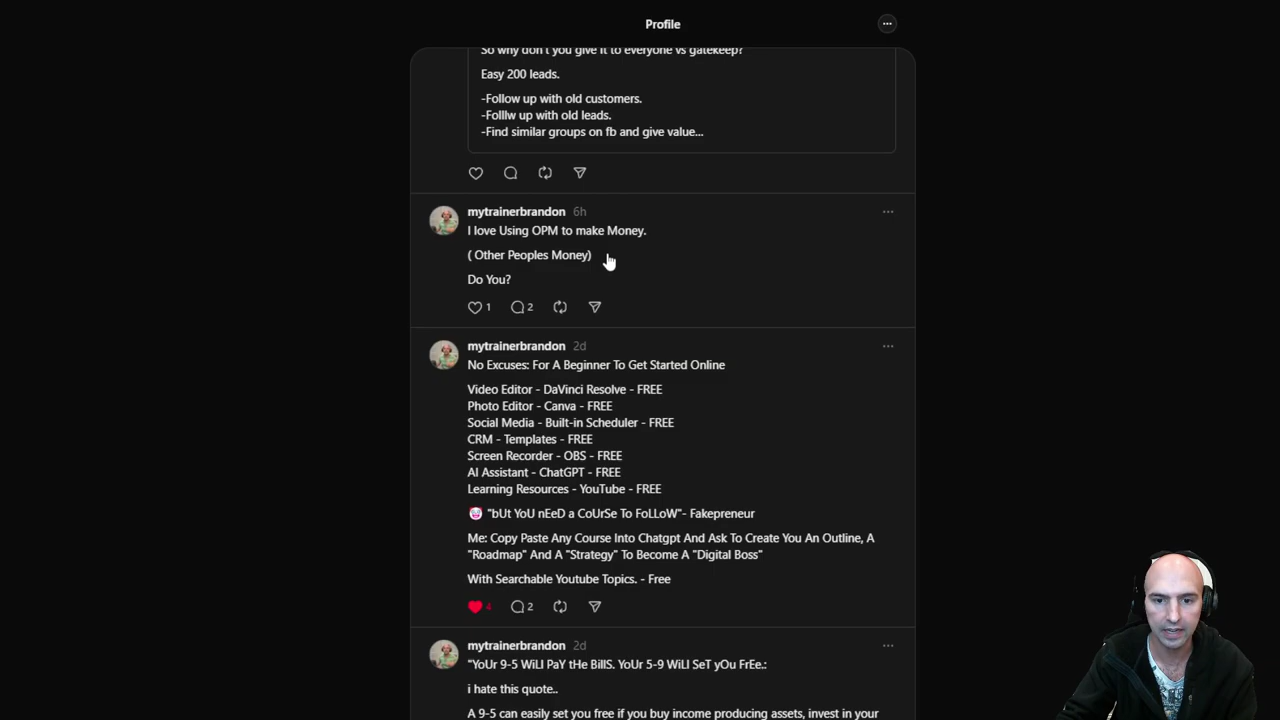 Profile
So why don't you give it to everyone vs gatekeep?
Easy 200 leads.
-Follow up with old customers.
-Folllw up with old leads.
-Find similar groups on fb and give value...
mytrainerbrandon 6h
I love Using OPM to make Money.
( Other Peoples Money)
Do You?
1 2
mytrainerbrandon 2d
No Excuses: For A Beginner To Get Started Online
Video Editor - DaVinci Resolve - FREE
Photo Editor - Canva - FREE
Social Media - Built-in Scheduler - FREE
CRM - Templates - FREE
Screen Recorder - OBS - FREE
AI Assistant - ChatGPT - FREE
Learning Resources - YouTube - FREE
🤡 "bUt YoU nEeD a CoUrSe To FoLLoW"- Fakepreneur
Me: Copy Paste Any Course Into Chatgpt And Ask To Create You An Outline, A
"Roadmap" And A "Strategy" To Become A "Digital Boss"
With Searchable Youtube Topics. - Free
4 2
mytrainerbrandon 2d
"YoUr 9-5 WiLl PaY tHe BillS. YoUr 5-9 WiLl SeT yOu FrEe.:
i hate this quote..
A 9-5 can easily set you free if you buy income producing assets, invest in your